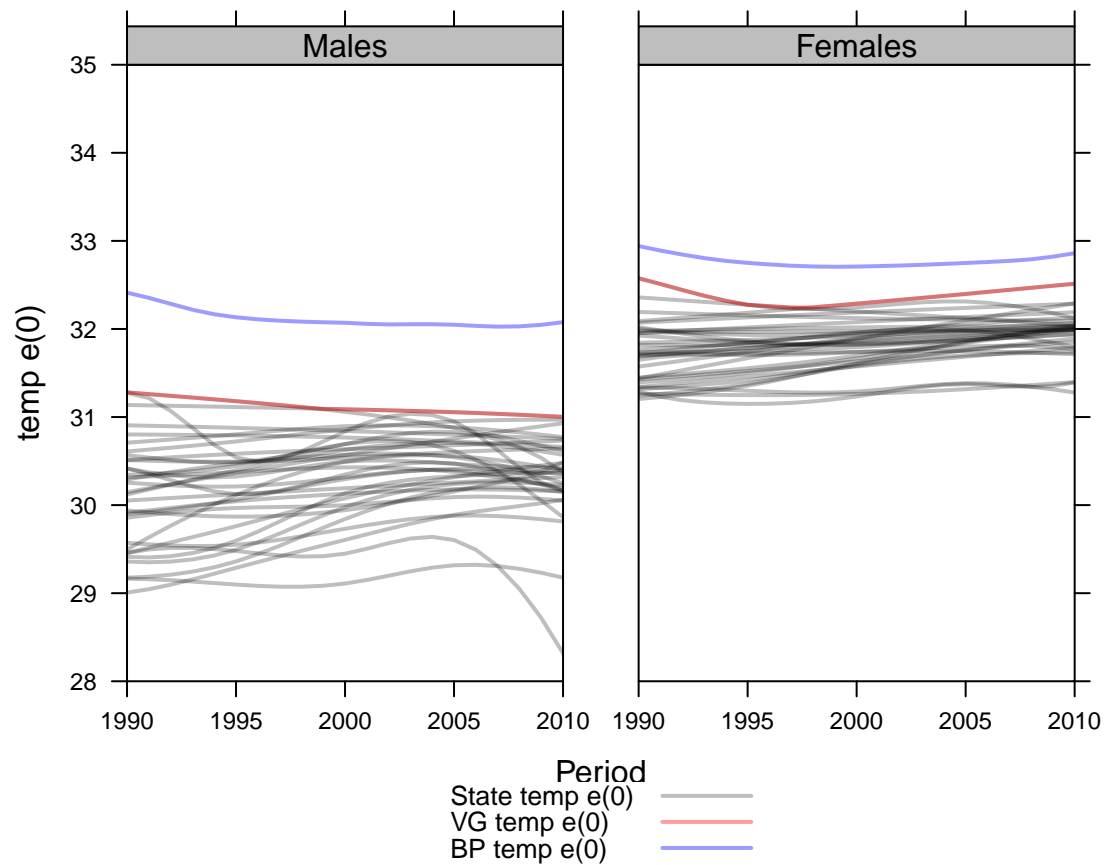 Males Females
35
34
33
32
31
30
29
28
temp e(0)
1990 1995 2000 2005 2010 1990 1995 2000 2005 2010
Period
State temp e(0)
VG temp e(0)
BP temp e(0)